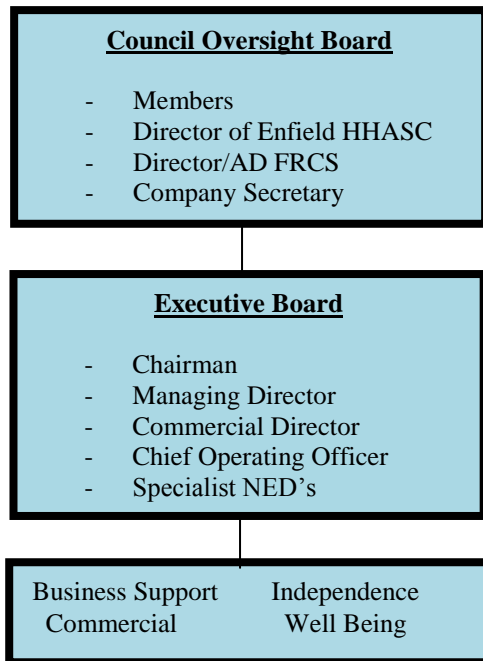 Council Oversight Board
- Members
- Director of Enfield HHASC
- Director/AD FRCS
- Company Secretary
Executive Board
- Chairman
- Managing Director
- Commercial Director
- Chief Operating Officer
- Specialist NED’s
Business Support Independence
Commercial Well Being